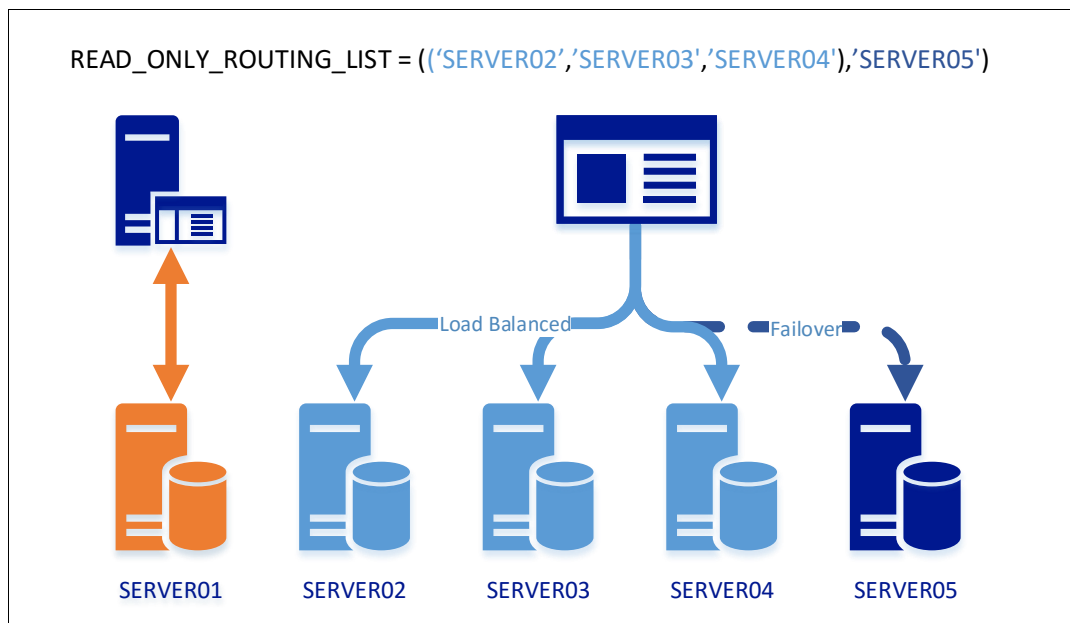 READ_ONLY_ROUTING_LIST = ((‘SERVER02’,’SERVER03',’SERVER04'),’SERVER05')
Load Balanced
Failover
SERVER01
SERVER02
SERVER03
SERVER04
SERVER05